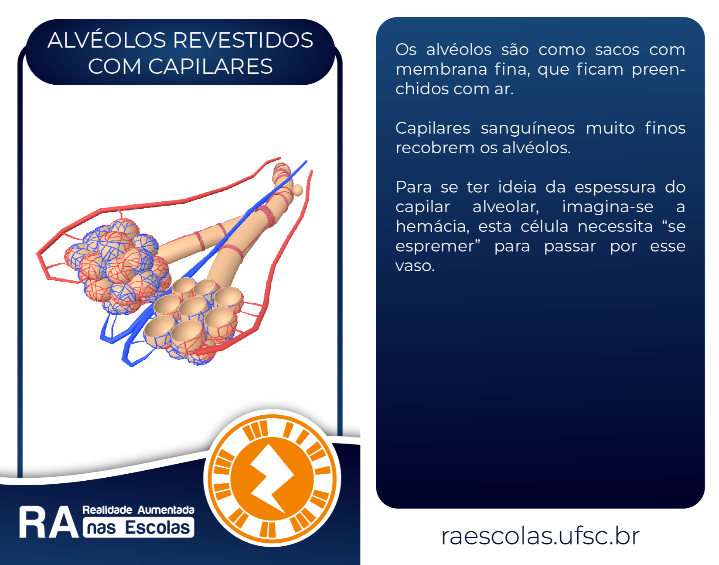 ALVÉOLOS REVESTIDOS
COM CAPILARES
RA Realidade Aumentada
nas Escolas
Os alvéolos são como sacos com
membrana fina, que ficam preen-
chidos com ar.
Capilares sanguíneos muito finos
recobrem os alvéolos.
Para se ter ideia da espessura do
capilar alveolar, imagina-se a
hemácia, esta célula necessita “se
espremer” para passar por esse
vaso.
raescolas.ufsc.br